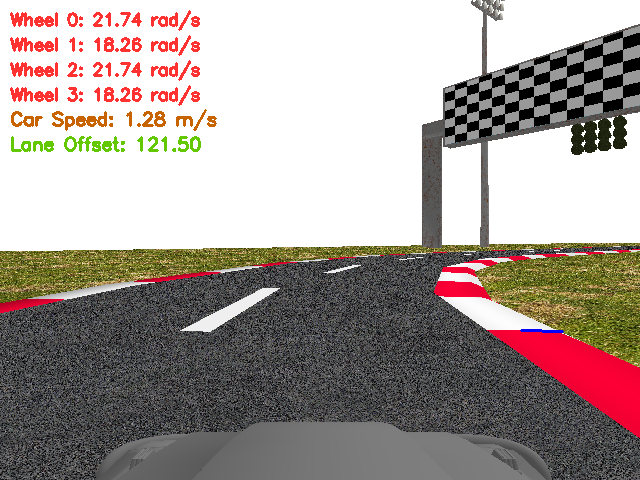 Wheel 0: 21.74 rad/s
Wheel 1: 18.26 rad/s
Wheel 2: 21.74 rad/s
Wheel 3: 18.26 rad/s
Car Speed: 1.28 m/s
Lane Offset: 121.50